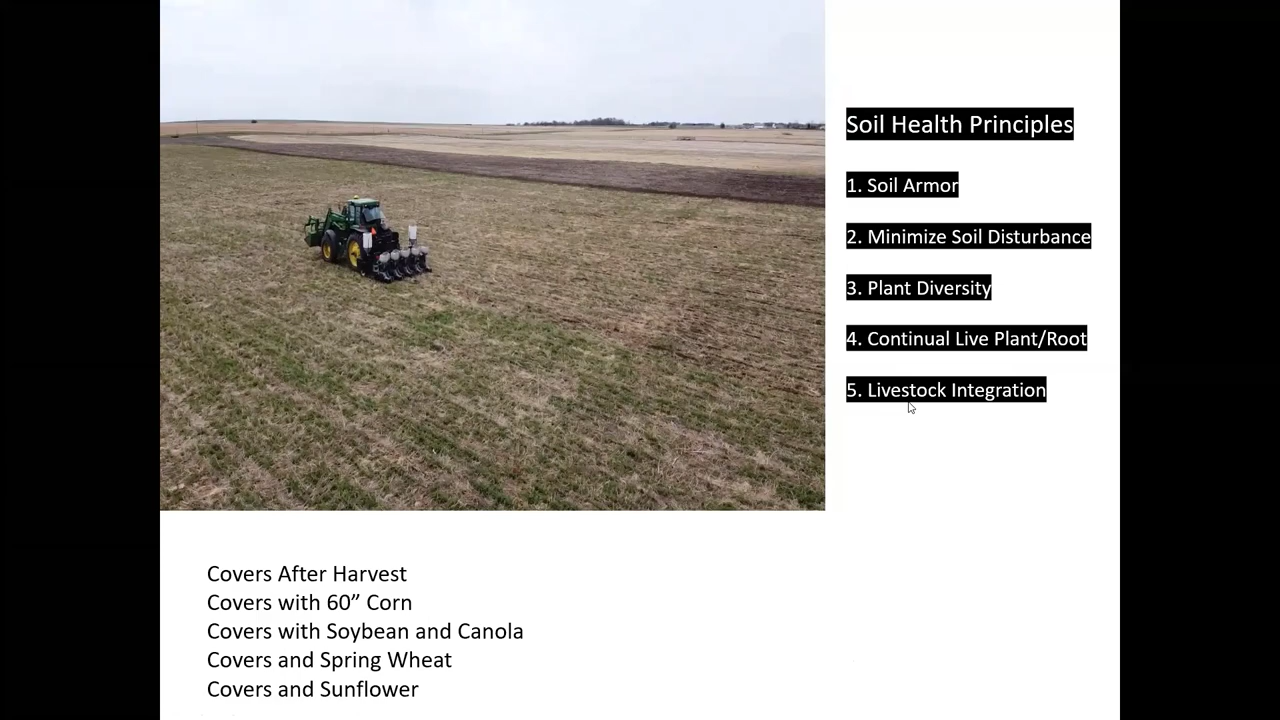 Soil Health Principles
1. Soil Armor
2. Minimize Soil Disturbance
3. Plant Diversity
4. Continual Live Plant/Root
5. Livestock Integration
Covers After Harvest
Covers with 60” Corn
Covers with Soybean and Canola
Covers and Spring Wheat
Covers and Sunflower